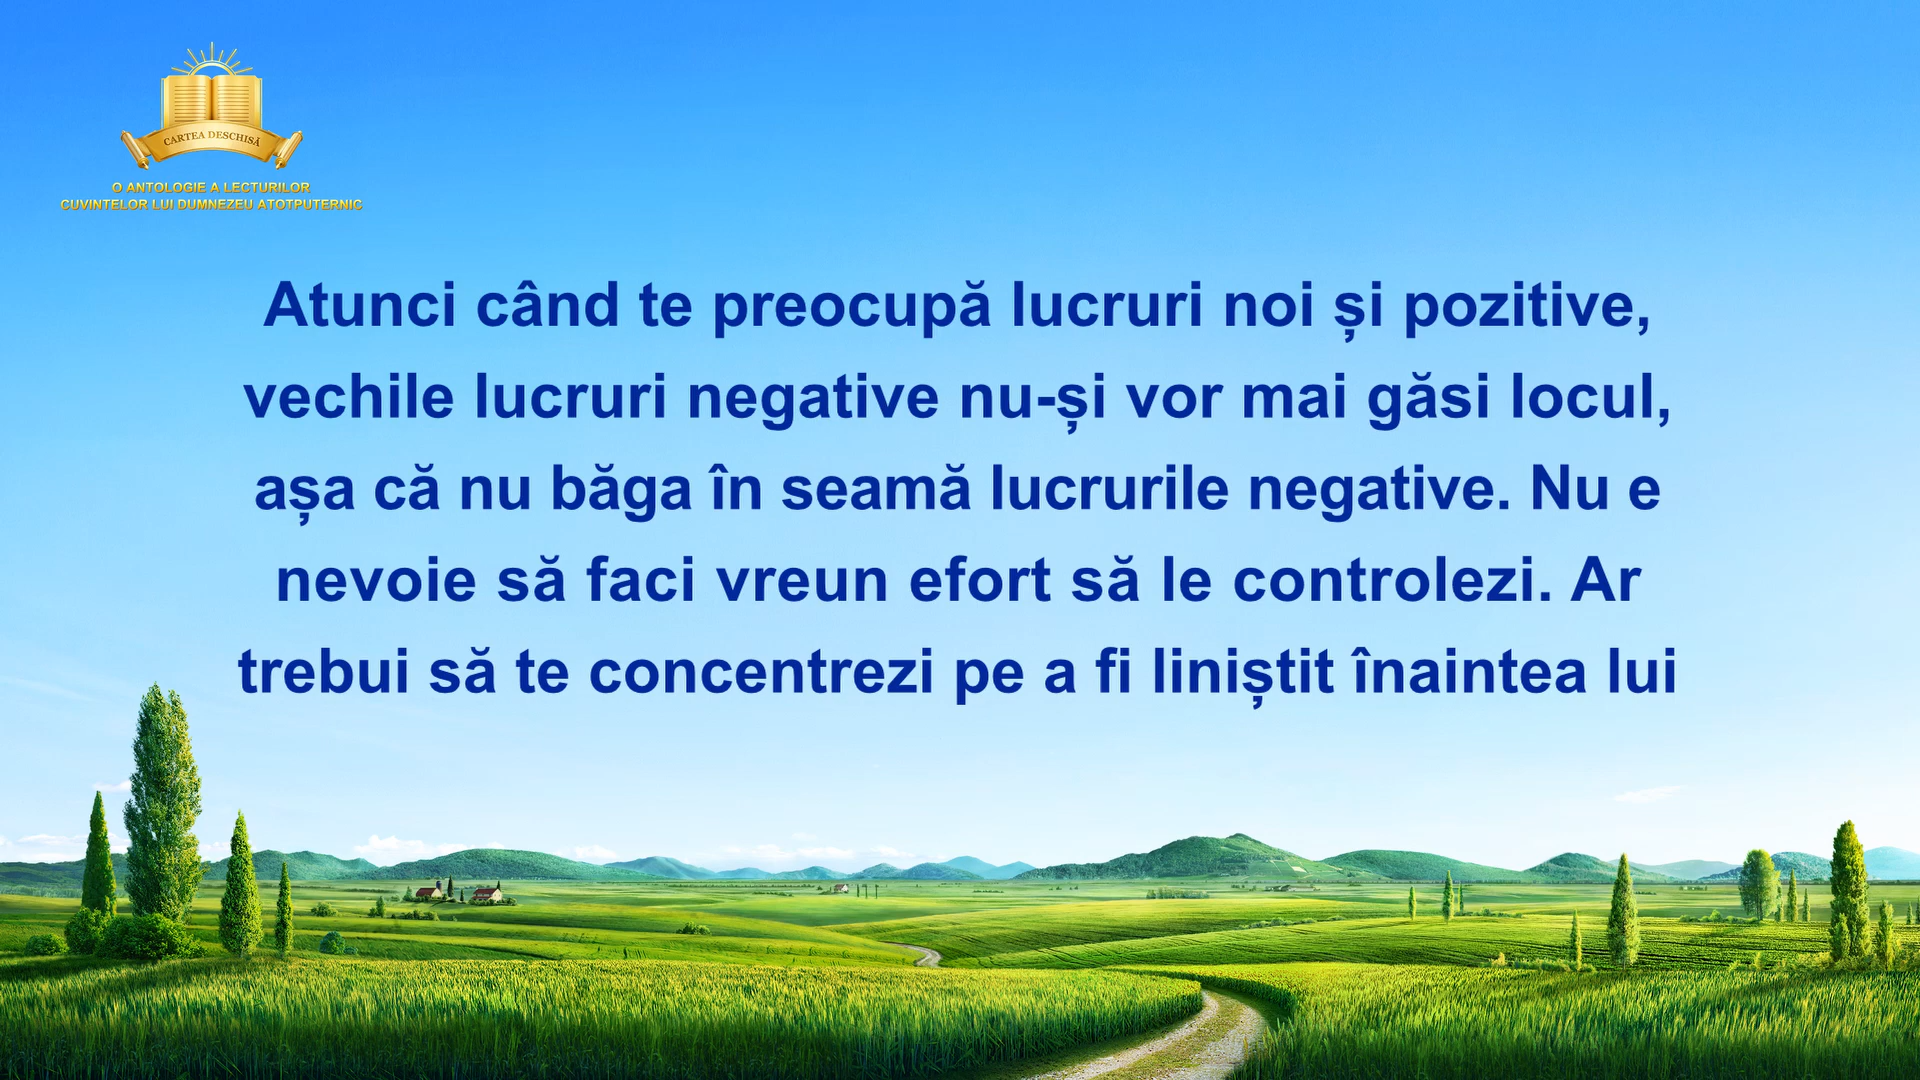 CARTEA DESCHISĂ
O ANTOLOGIE A LECTURILOR
CUVINTELOR LUI DUMNEZEU ATOTPUTERNIC
Atunci când te preocupă lucruri noi și pozitive,
vechile lucruri negative nu-și vor mai găsi locul,
așa că nu băga în seamă lucrurile negative. Nu e
nevoie să faci vreun efort să le controlezi. Ar
trebui să te concentrezi pe a fi liniștit înaintea lui